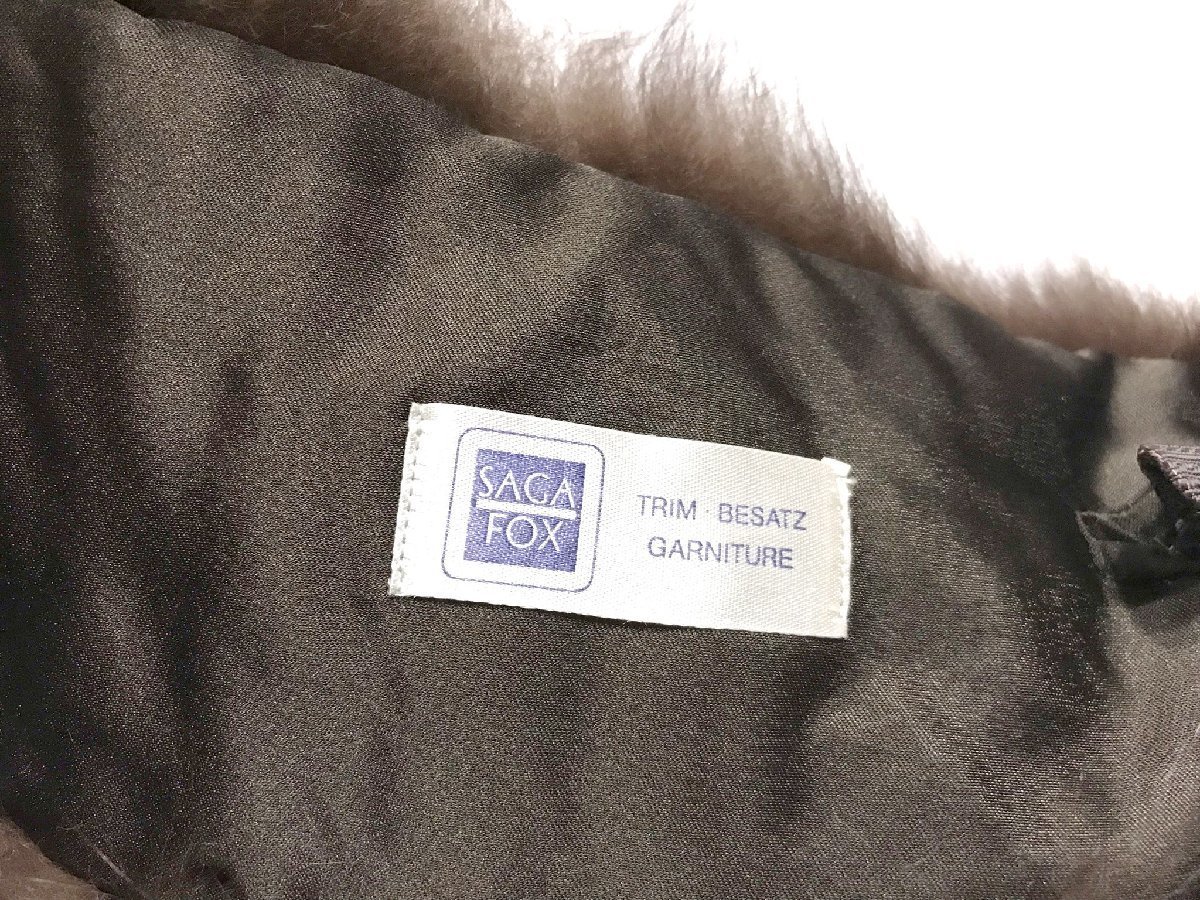 SAGA
FOX
TRIM · BESATZ
GARNITURE